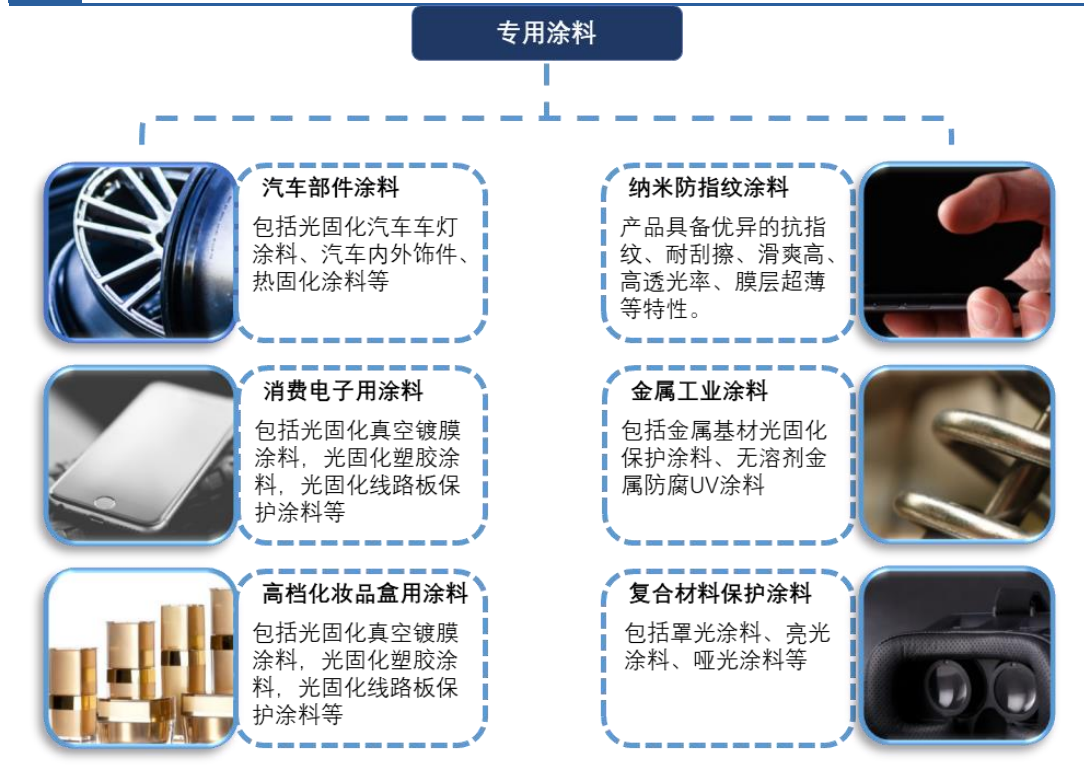 专用涂料
汽车部件涂料
包括光固化汽车车灯
涂料、汽车内外饰件、
热固化涂料等
消费电子用涂料
包括光固化真空镀膜
涂料，光固化塑胶涂
料，光固化线路板保
护涂料等
高档化妆品盒用涂料
包括光固化真空镀膜
涂料，光固化塑胶涂
料，光固化线路板保
护涂料等
纳米防指纹涂料
产品具备优异的抗指
纹、耐刮擦、滑爽高、
高透光率、膜层超薄
等特性。
金属工业涂料
包括金属基材光固化
保护涂料、无溶剂金
属防腐UV涂料
复合材料保护涂料
包括罩光涂料、亮光
涂料、哑光涂料等